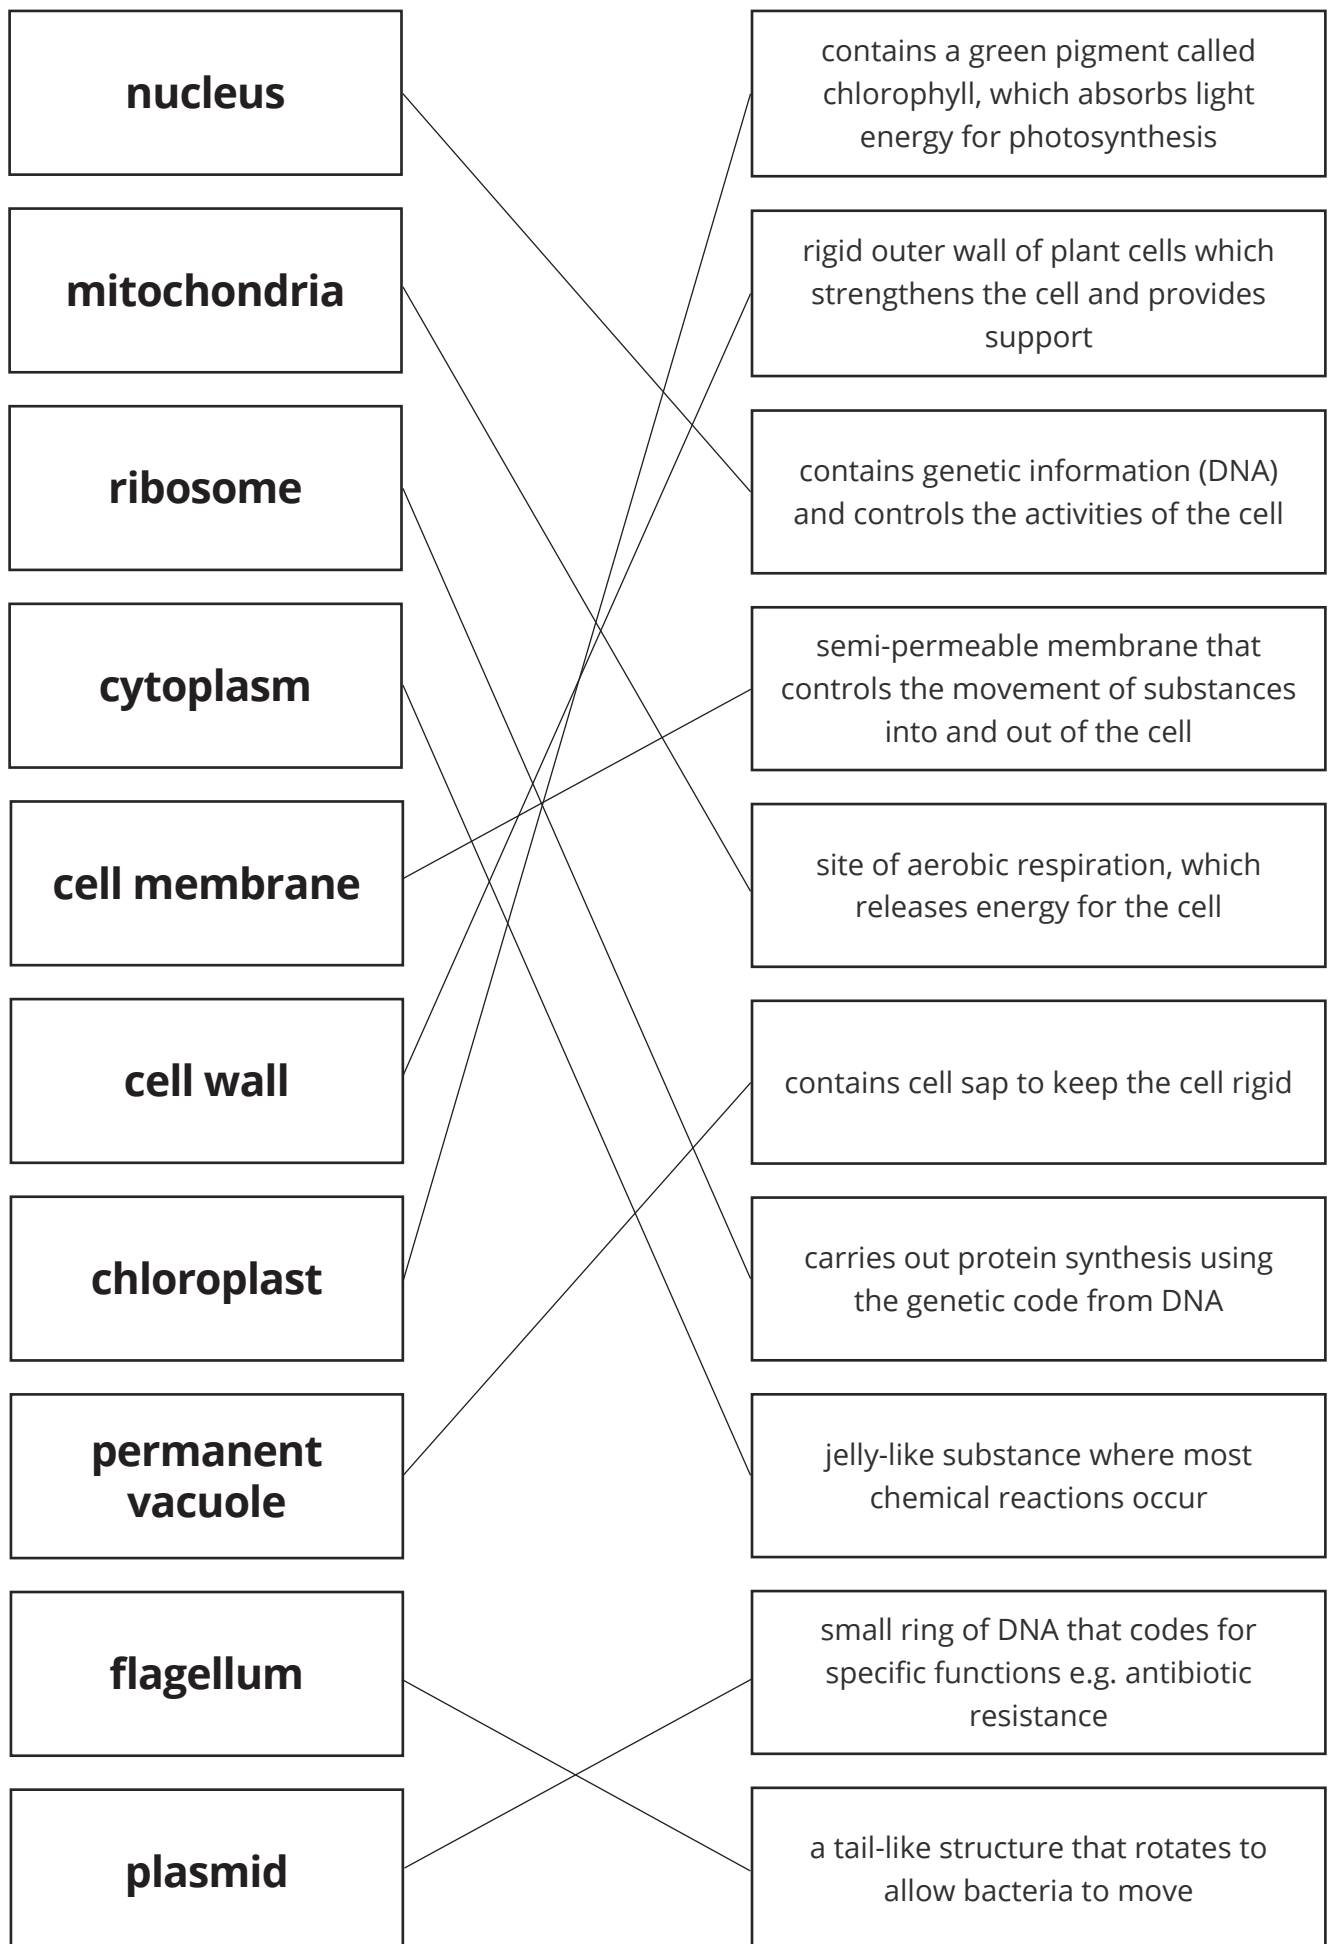 nucleus
contains a green pigment called
chlorophyll, which absorbs light
energy for photosynthesis
mitochondria
rigid outer wall of plant cells which
strengthens the cell and provides
support
ribosome
contains genetic information (DNA)
and controls the activities of the cell
cytoplasm
semi-permeable membrane that
controls the movement of substances
into and out of the cell
cell membrane
site of aerobic respiration, which
releases energy for the cell
cell wall
contains cell sap to keep the cell rigid
chloroplast
carries out protein synthesis using
the genetic code from DNA
permanent
vacuole
jelly-like substance where most
chemical reactions occur
flagellum
small ring of DNA that codes for
specific functions e.g. antibiotic
resistance
plasmid
a tail-like structure that rotates to
allow bacteria to move